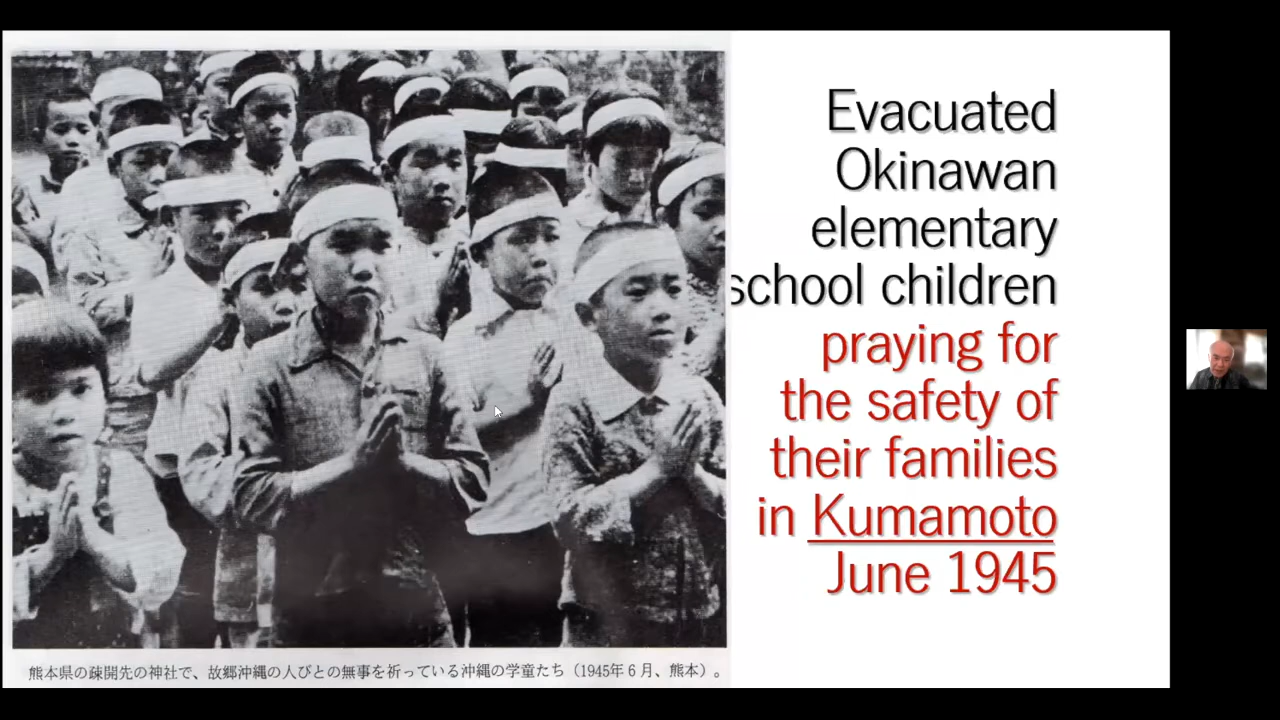 Evacuated
Okinawan
elementary
school children
praying for
the safety of
their families
in Kumamoto
June 1945
熊本県の疎開先の神社で、故郷沖縄の人びとの無事を祈っている沖縄の学童たち（1945年6月、熊本）。